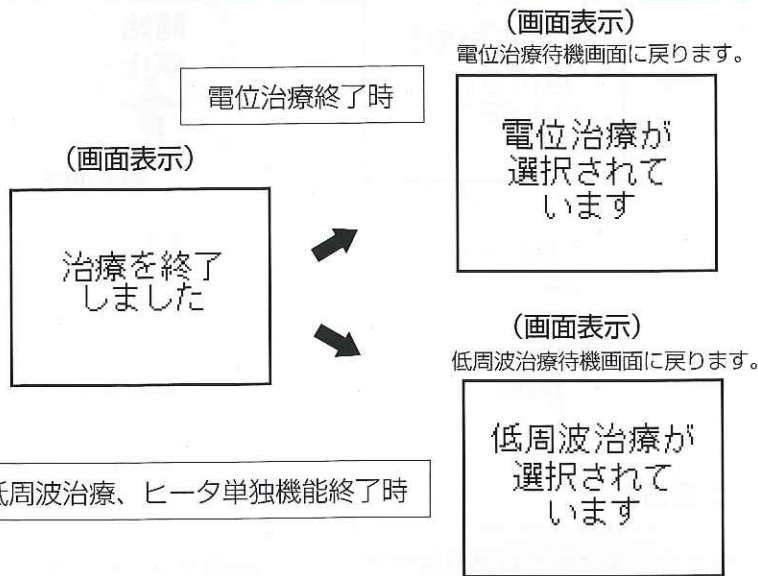 電位治療終了時
(画面表示)
治療を終了
しました
(画面表示)
電位治療待機画面に戻ります。
電位治療が
選択されて
います
(画面表示)
低周波治療待機画面に戻ります。
低周波治療が
選択されて
います
低周波治療、ヒータ単独機能終了時